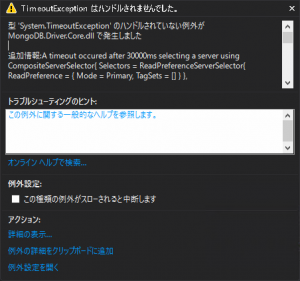 TimeoutException はハンドルされませんでした。
型 'System.TimeoutException' のハンドルされていない例外が
MongoDB.Driver.Core.dll で発生しました
追加情報:A timeout occured after 30000ms selecting a server using
CompositeServerSelector{ Selectors = ReadPreferenceServerSelector{
ReadPreference = { Mode = Primary, TagSets = [] } },
トラブルシューティングのヒント:
この例外に関する一般的なヘルプを参照します。
オンライン ヘルプで検索...
例外設定:
この種類の例外がスローされると中断します
アクション:
詳細の表示...
例外の詳細をクリップボードに追加
例外設定を開く